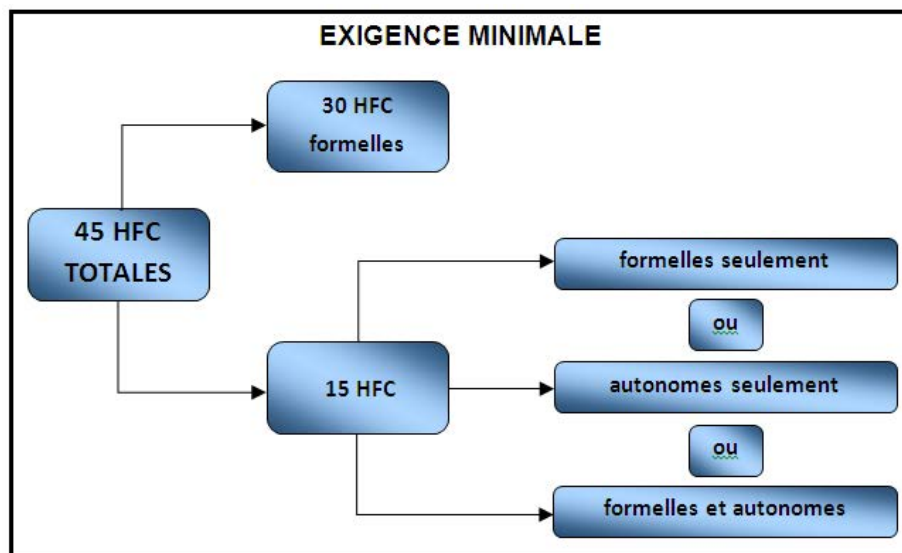 EXIGENCE MINIMALE
30 HFC
formelles
45 HFC
TOTALES
15 HFC
formelles seulement
ou
autonomes seulement
ou
formelles et autonomes